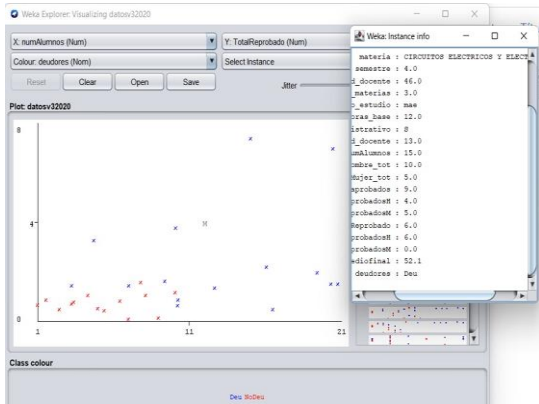 Weka Explorer: Visualizing datosv32020
X: numAlumnos (Num)
Y: TotalReprobado (Num)
Colour: deudores (Nom)
Select Instance
Reset
Clear
Open
Save
Jitter
Plot: datosv32020
8
4
0
1
11
21
Class colour
Deu NoDeu
Weka: Instance info
materia : CIRCUITOS ELECTRICOS Y ELECT
semestre : 4.0
d_docente : 46.0
_materias : 3.0
o_estudio : mae
oras_base : 12.0
istrativo : S
d_docente : 13.0
umAlumnos : 15.0
ombre_tot : 10.0
Mujer_tot : 5.0
aprobados : 9.0
probadosH : 4.0
probadosM : 5.0
Reprobado : 6.0
probadosH : 6.0
probadosM : 0.0
ediofinal : 52.1
deudores : Deu